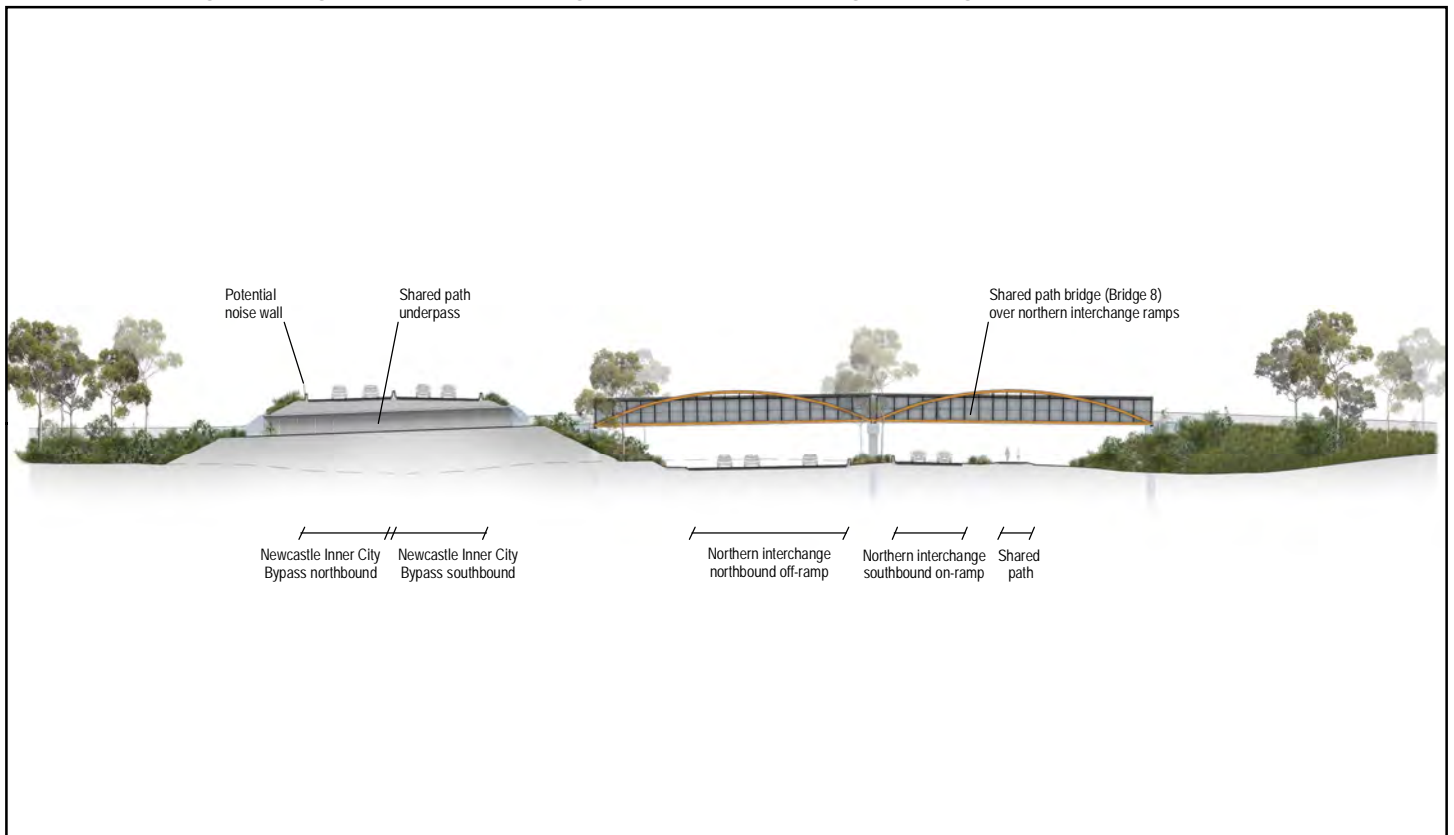 Potential
noise wall
Shared path
underpass
Shared path bridge (Bridge 8)
over northern interchange ramps
Newcastle Inner City
Bypass northbound
Newcastle Inner City
Bypass southbound
Northern interchange
northbound off-ramp
Northern interchange
southbound on-ramp
Shared
path